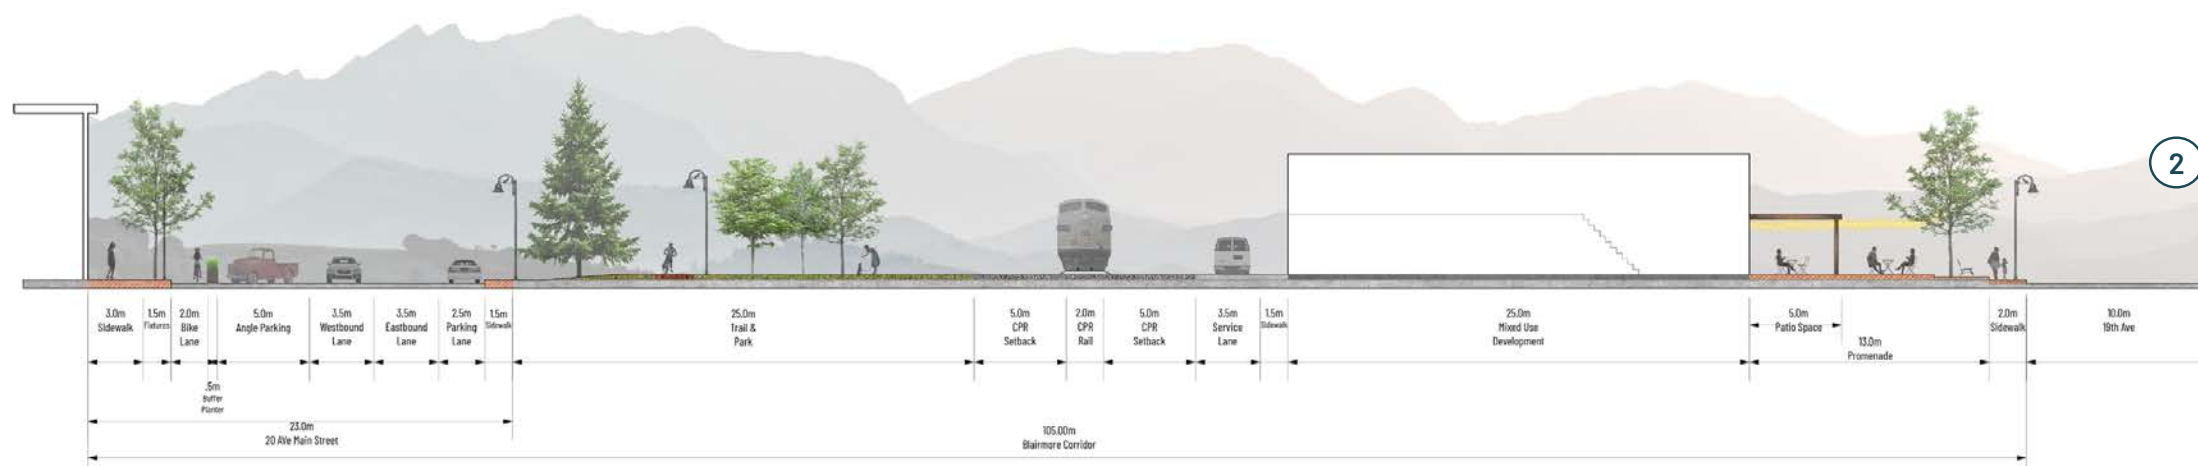 2
3.0m
Sidewalk
1.5m
Fixtures
2.0m
Bike
Lane
.5m
Buffer
Planter
5.0m
Angle Parking
3.5m
Westbound
Lane
3.5m
Eastbound
Lane
2.5m
Parking
Lane
1.5m
Sidewalk
25.0m
Trail &
Park
5.0m
CPR
Setback
2.0m
CPR
Rail
5.0m
CPR
Setback
3.5m
Service
Lane
1.5m
Sidewalk
25.0m
Mixed Use
Development
5.0m
Patio Space
13.0m
Promenade
2.0m
Sidewalk
10.0m
19th Ave
23.0m
20 AVe Main Street
105.00m
Blairmore Corridor